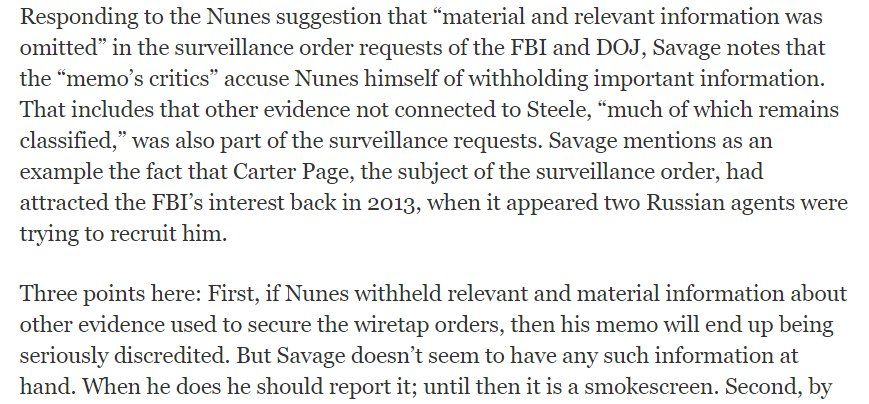 Responding to the Nunes suggestion that “material and relevant information was
omitted” in the surveillance order requests of the FBI and DOJ, Savage notes that
the “memo’s critics” accuse Nunes himself of withholding important information.
That includes that other evidence not connected to Steele, “much of which remains
classified,” was also part of the surveillance requests. Savage mentions as an
example the fact that Carter Page, the subject of the surveillance order, had
attracted the FBI’s interest back in 2013, when it appeared two Russian agents were
trying to recruit him.
Three points here: First, if Nunes withheld relevant and material information about
other evidence used to secure the wiretap orders, then his memo will end up being
seriously discredited. But Savage doesn’t seem to have any such information at
hand. When he does he should report it; until then it is a smokescreen. Second, by